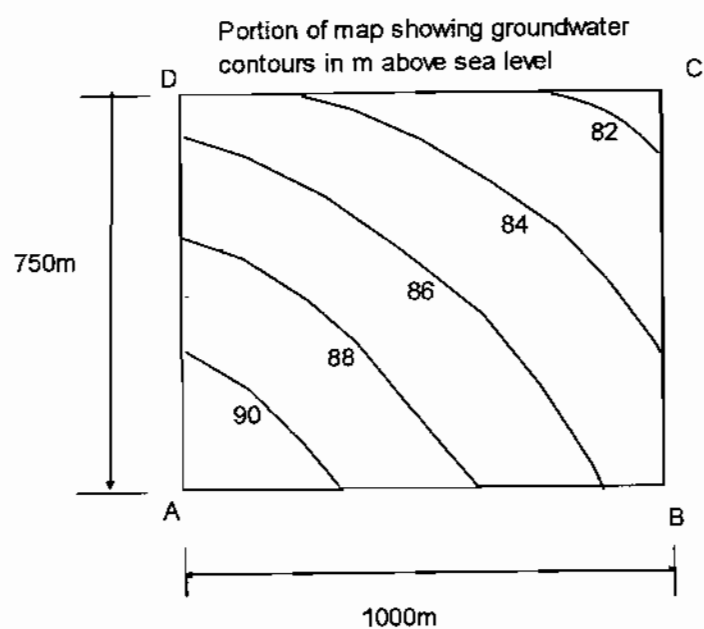 Portion of map showing groundwater
contours in m above sea level
D
C
82
84
750m
86
88
90
A
B
1000m